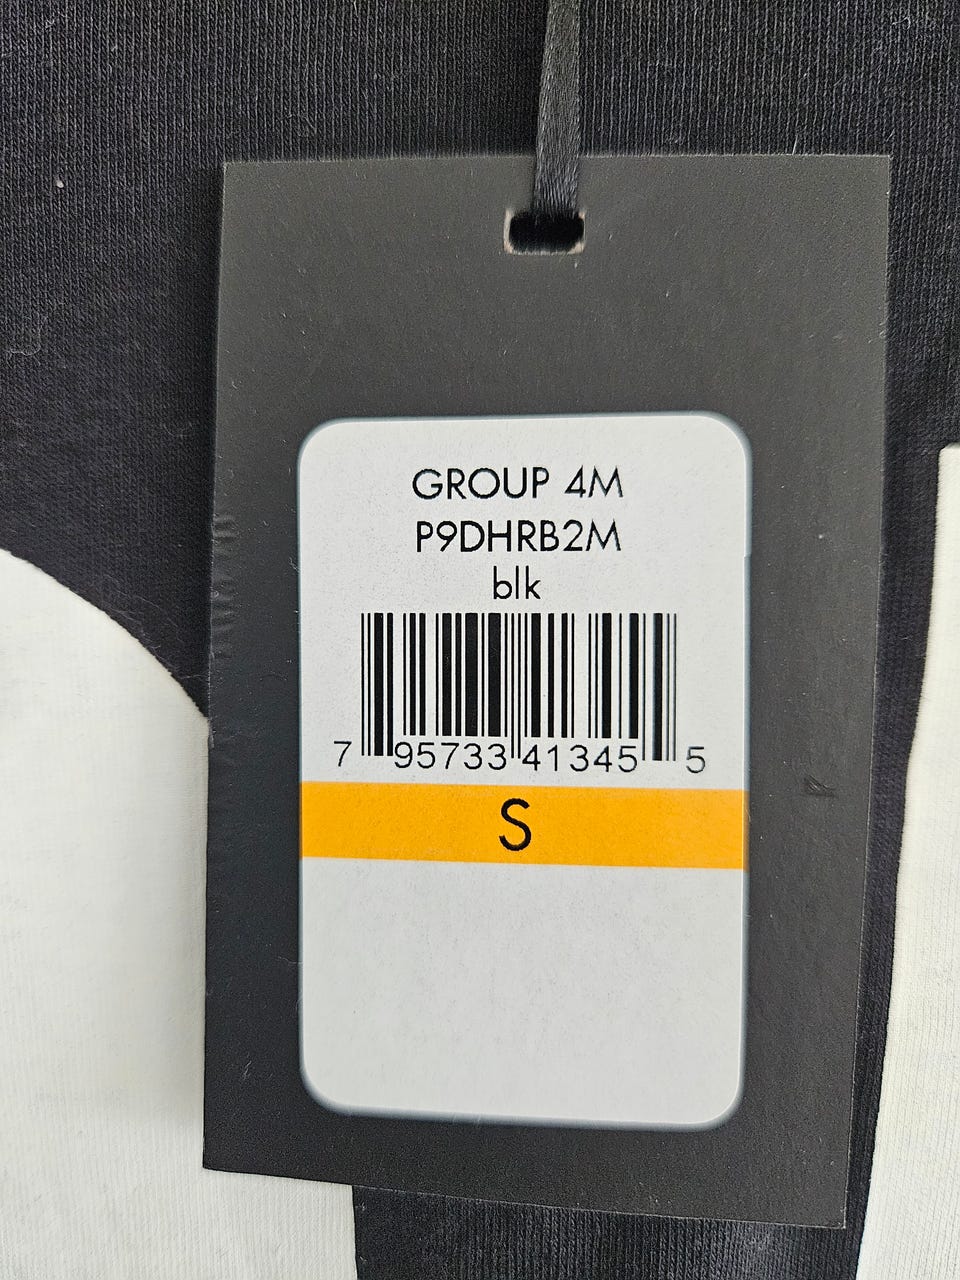 GROUP 4M
P9DHRB2M
blk
7 95733 41345 5
S